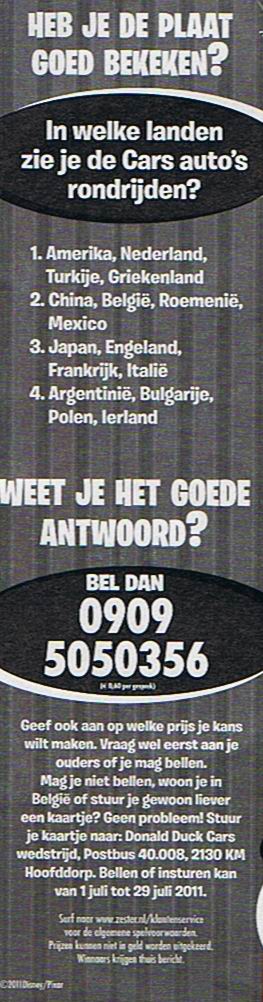 HEB JE DE PLAAT
GOED BEKEKEN?
In welke landen
zie je de Cars auto's
rondrijden?
1. Amerika, Nederland,
Turkije, Griekenland
2. China, België, Roemenië,
Mexico
3. Japan, Engeland,
Frankrijk, Italië
4. Argentinië, Bulgarije,
Polen, Ierland
WEET JE HET GOEDE
ANTWOORD?
BEL DAN
0909
5050356
(€ 0,60 per gesprek)
Geef ook aan op welke prijs je kans
wilt maken. Vraag wel eerst aan je
ouders of je mag bellen.
Mag je niet bellen, woon je in
België of stuur je gewoon liever
een kaartje? Geen probleem! Stuur
je kaartje naar: Donald Duck Cars
wedstrijd, Postbus 40.008, 2130 KM
Hoofddorp. Bellen of insturen kan
van 1 juli tot 29 juli 2011.
Surf naar www.zester.nl/klantenservice
voor de algemene spelvoorwaarden.
Prijzen kunnen niet in geld worden uitgekeerd.
Winnaars krijgen thuis bericht.
©2011Disney/Pixar